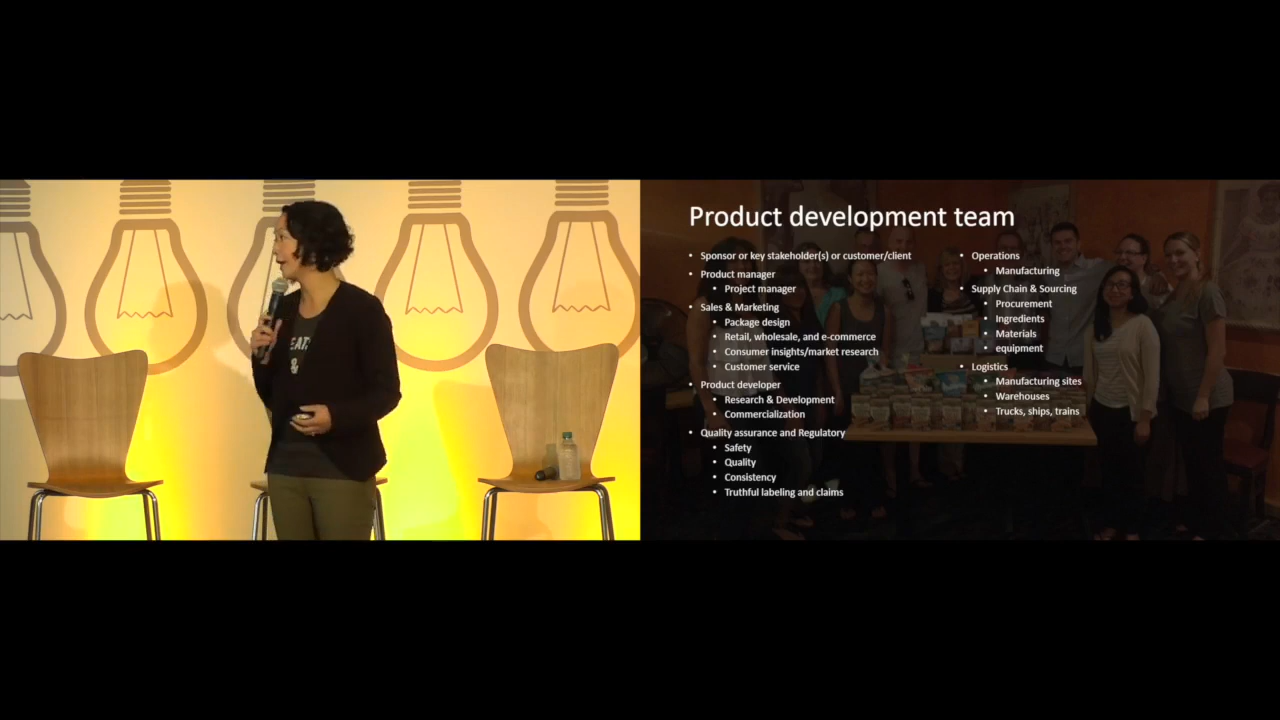 EAT
&
Product development team
• Sponsor or key stakeholder(s) or customer/client
• Product manager
• Project manager
• Sales & Marketing
• Package design
• Retail, wholesale, and e-commerce
• Consumer insights/market research
• Customer service
• Product developer
• Research & Development
• Commercialization
• Quality assurance and Regulatory
• Safety
• Quality
• Consistency
• Truthful labeling and claims
• Operations
• Manufacturing
• Supply Chain & Sourcing
• Procurement
• Ingredients
• Materials
• equipment
• Logistics
• Manufacturing sites
• Warehouses
• Trucks, ships, trains